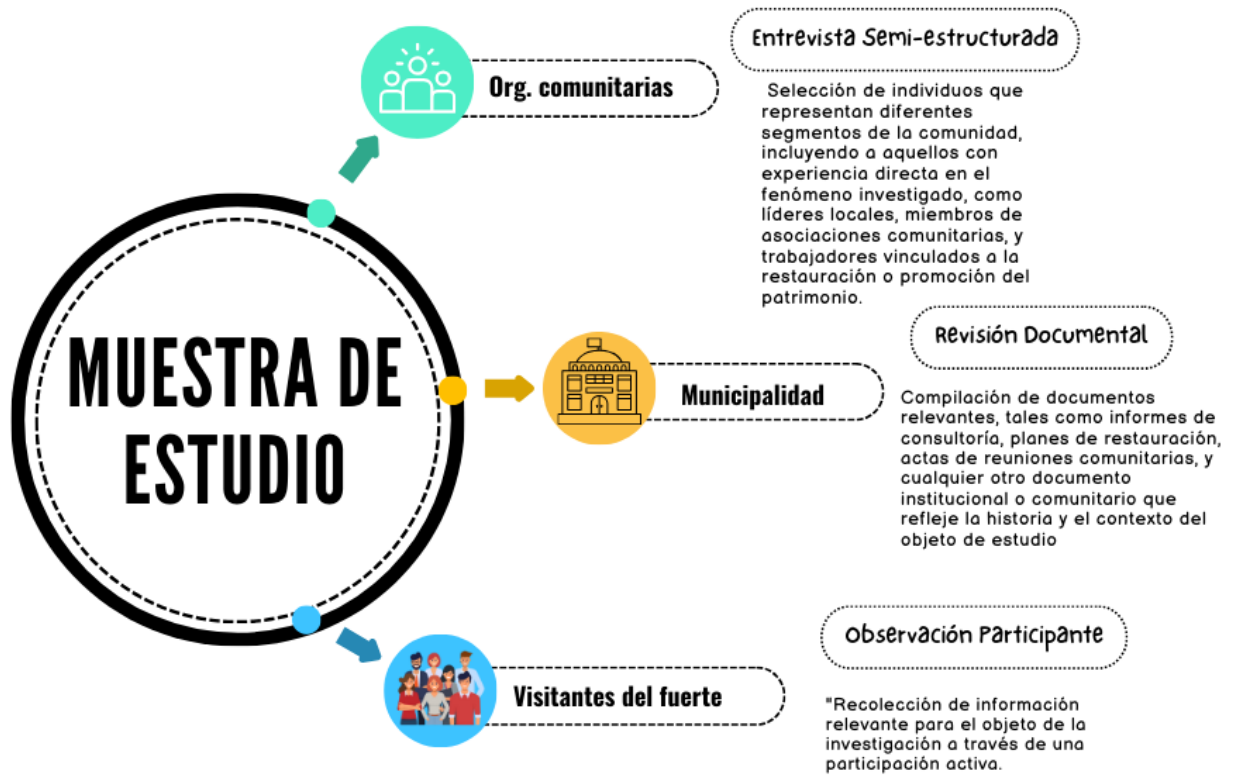 MUESTRA DE
ESTUDIO
Org. comunitarias
Entrevista Semi-estructurada
Selección de individuos que
representan diferentes
segmentos de la comunidad,
incluyendo a aquellos con
experiencia directa en el
fenómeno investigado, como
líderes locales, miembros de
asociaciones comunitarias, y
trabajadores vinculados a la
restauración o promoción del
patrimonio.
Municipalidad
Revisión Documental
Compilación de documentos
relevantes, tales como informes de
consultoría, planes de restauración,
actas de reuniones comunitarias, y
cualquier otro documento
institucional o comunitario que
refleje la historia y el contexto del
objeto de estudio
Visitantes del fuerte
Observación Participante
"Recolección de información
relevante para el objeto de la
investigación a través de una
participación activa.